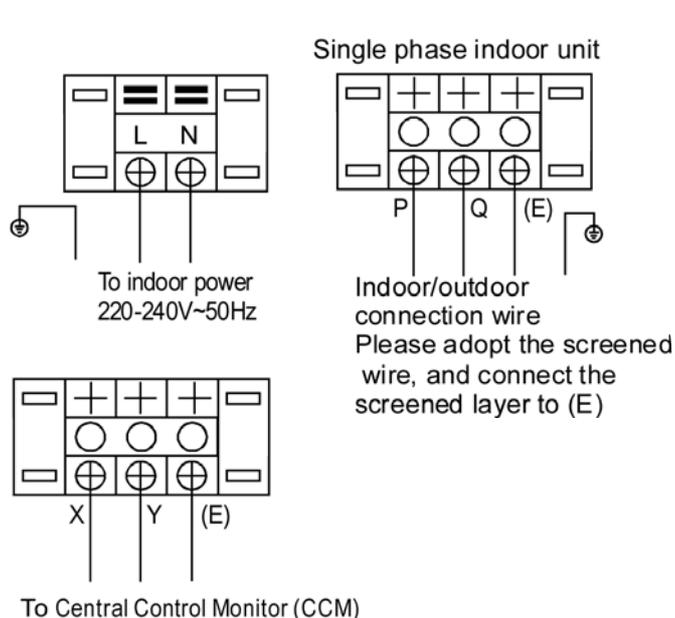 Single phase indoor unit
L N
P Q (E)
To indoor power
220-240V~50Hz
Indoor/outdoor
connection wire
Please adopt the screened
wire, and connect the
screened layer to (E)
X Y (E)
To Central Control Monitor (CCM)